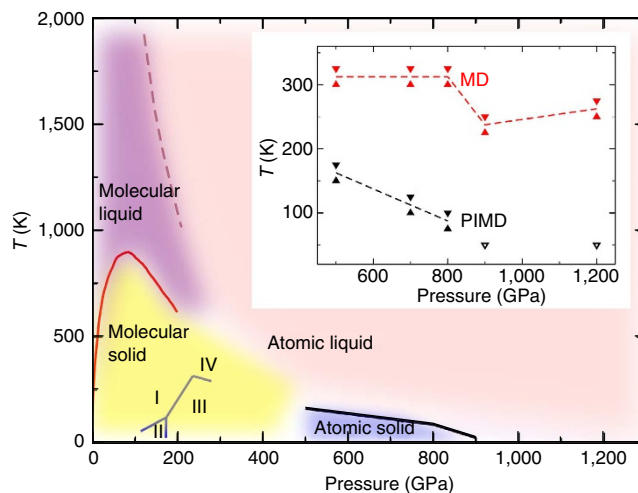 2,000
1,500
1,000
500
0
T (K)
0
200
400
600
800
1,000
1,200
Pressure (GPa)
Molecular
liquid
Molecular
solid
Atomic liquid
Atomic solid
I
II
III
IV
300
200
100
T (K)
MD
PIMD
600
800
1,000
1,200
Pressure (GPa)